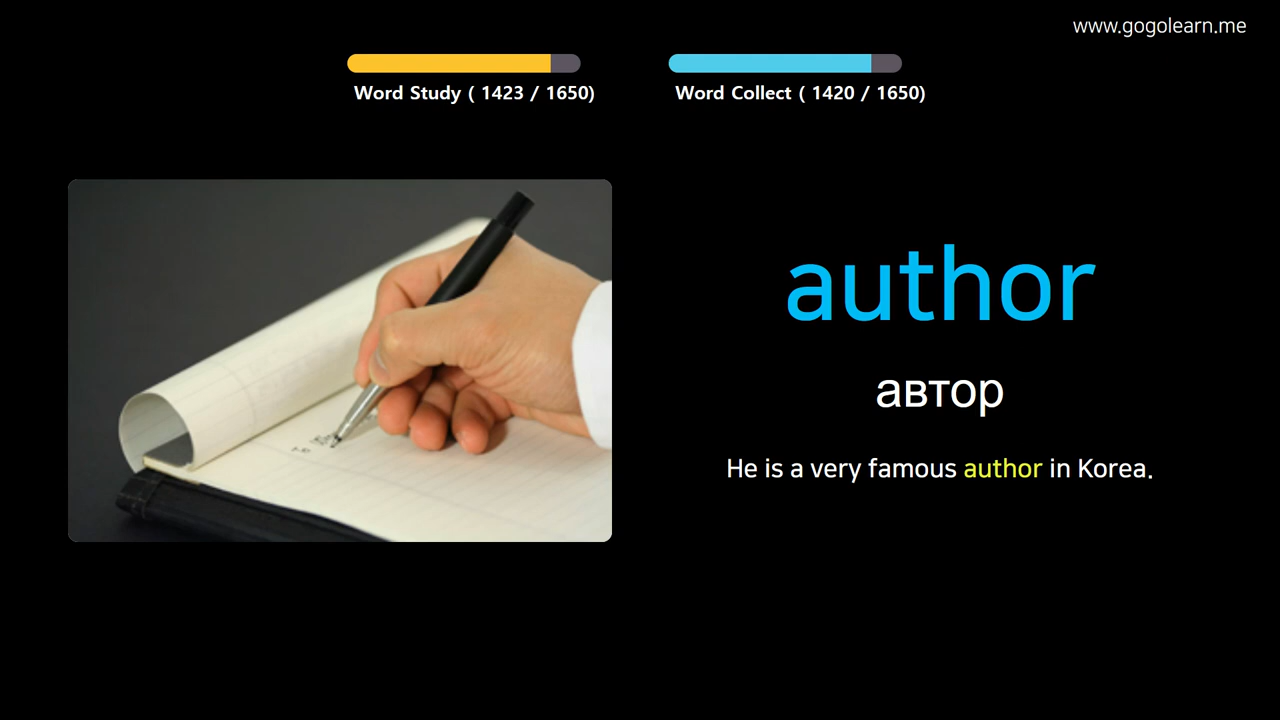 www.gogolearn.me
Word Study ( 1423 / 1650)
Word Collect ( 1420 / 1650)
author
автор
He is a very famous author in Korea.